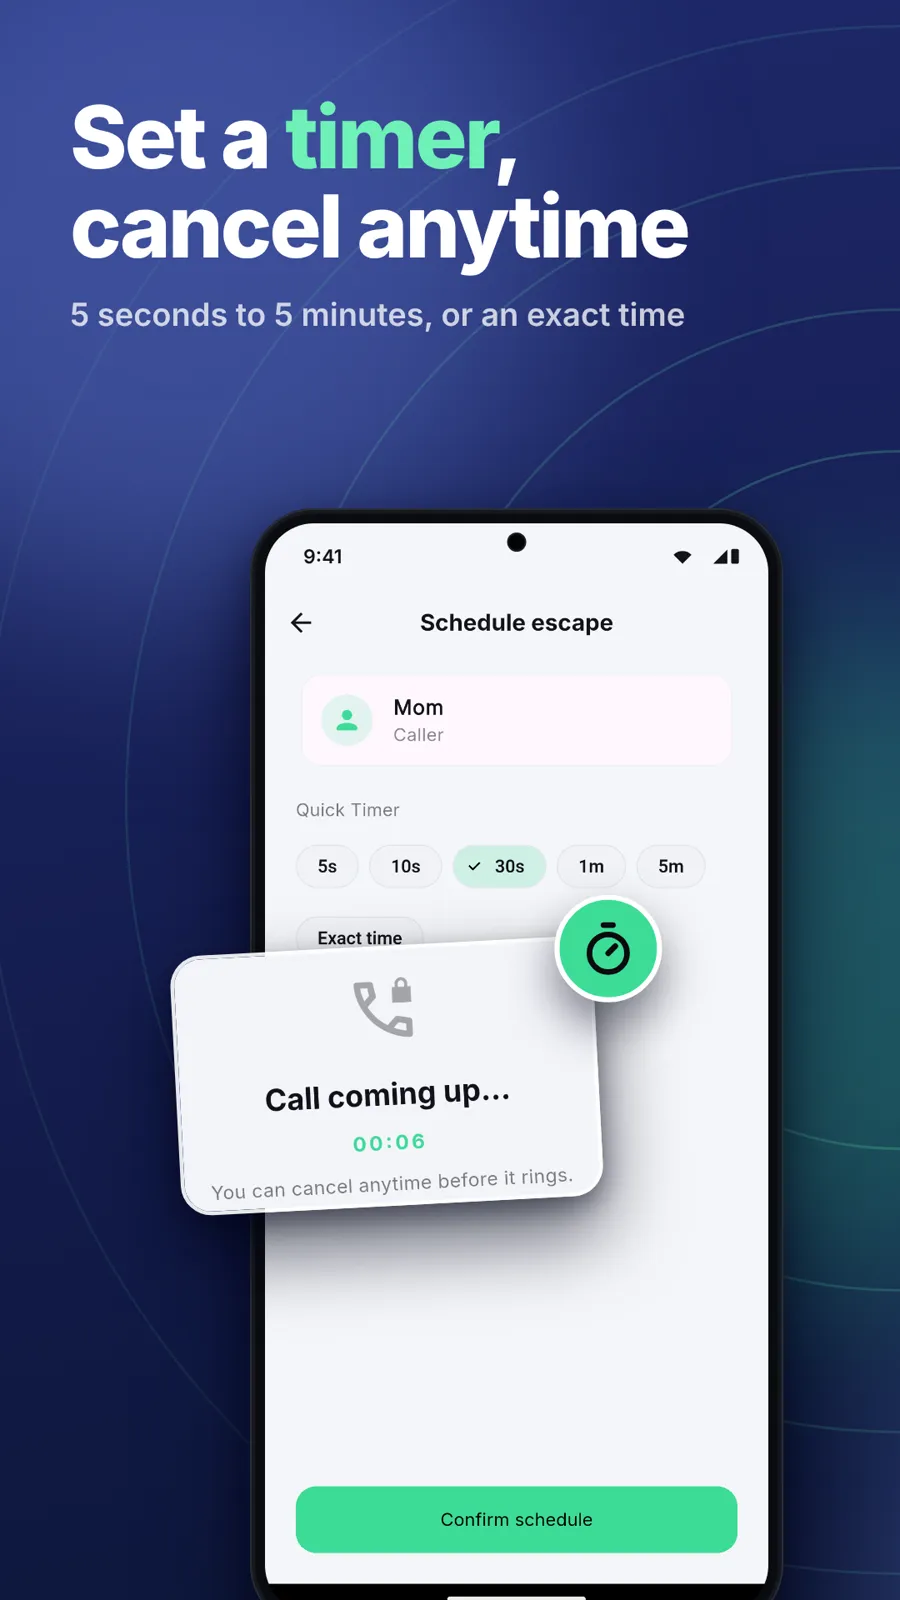 Set a timer,
cancel anytime
5 seconds to 5 minutes, or an exact time
9:41
Schedule escape
Mom
Caller
Quick Timer
5s 10s 30s 1m 5m
Exact time
Call coming up...
00:06
You can cancel anytime before it rings.
Confirm schedule